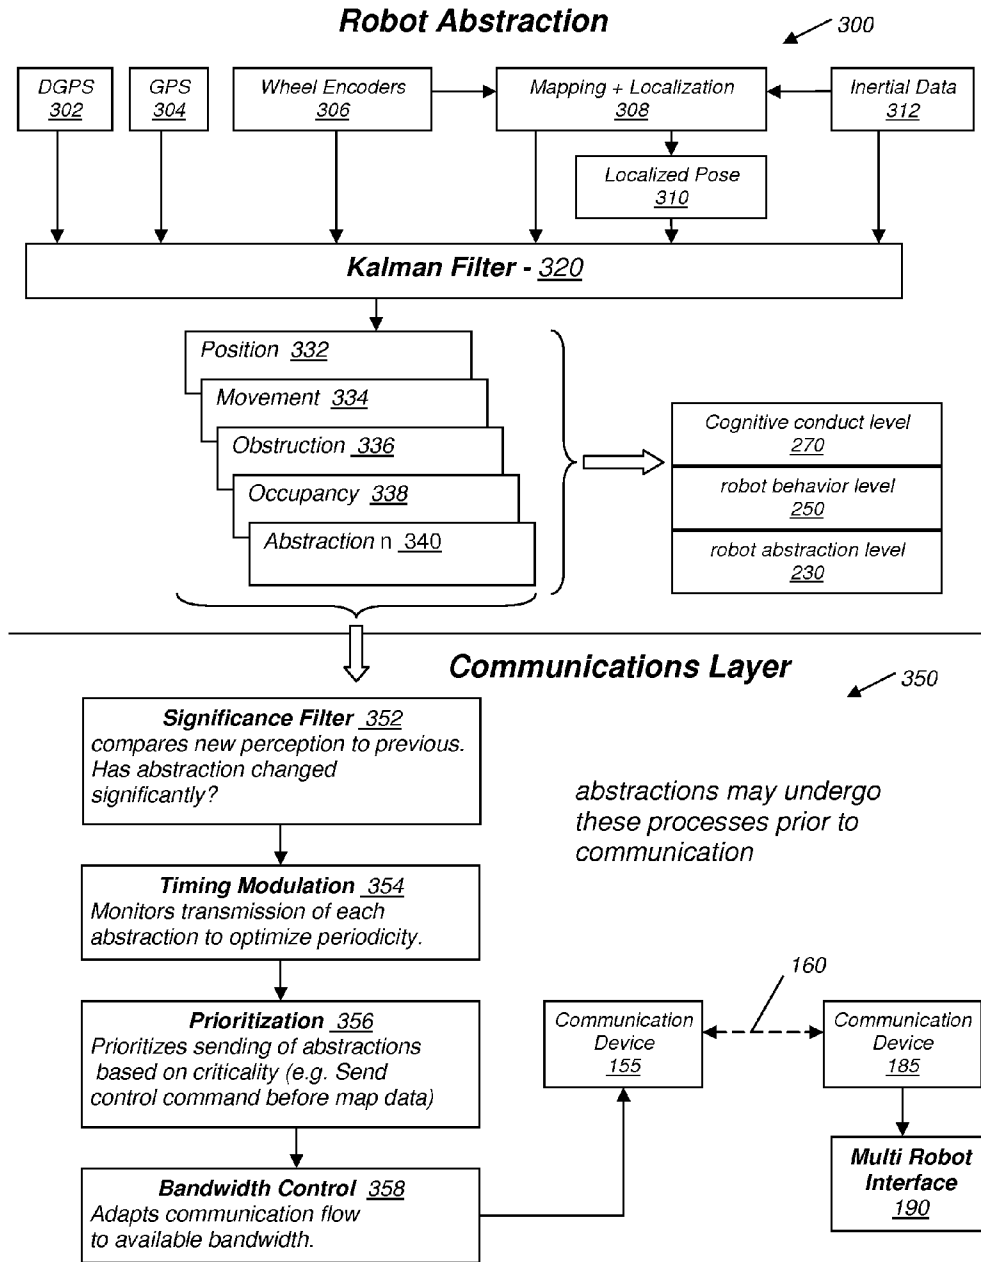 Robot Abstraction
300
DGPS
302
GPS
304
Wheel Encoders
306
Mapping + Localization
308
Inertial Data
312
Localized Pose
310
Kalman Filter - 320
Position 332
Movement 334
Obstruction 336
Occupancy 338
Abstraction n 340
Cognitive conduct level
270
robot behavior level
250
robot abstraction level
230
Communications Layer
350
Significance Filter 352
compares new perception to previous.
Has abstraction changed
significantly?
abstractions may undergo
these processes prior to
communication
Timing Modulation 354
Monitors transmission of each
abstraction to optimize periodicity.
Prioritization 356
Prioritizes sending of abstractions
based on criticality (e.g. Send
control command before map data)
Bandwidth Control 358
Adapts communication flow
to available bandwidth.
160
Communication
Device
155
Communication
Device
185
Multi Robot
Interface
190